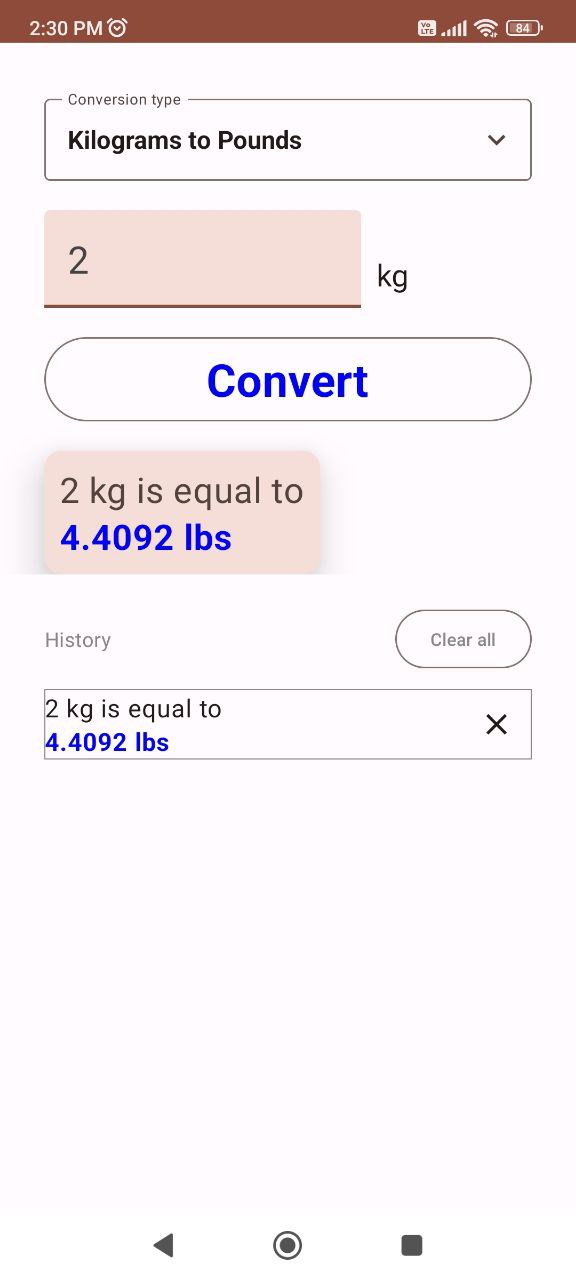 2:30 PM
Vo LTE
84
Conversion type
Kilograms to Pounds
2
kg
Convert
2 kg is equal to
4.4092 lbs
History
Clear all
2 kg is equal to
4.4092 lbs